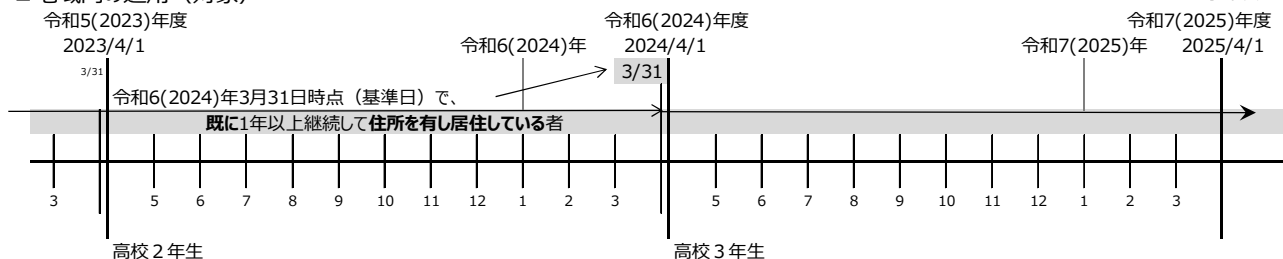 令和5(2023)年度 令和6(2024)年度 令和7(2025)年度
2023/4/1 令和6(2024)年 2024/4/1 令和7(2025)年 2025/4/1
3/31 3/31
令和6(2024)年3月31日時点（基準日）で、
既に1年以上継続して住所を有し居住している者
3 5 6 7 8 9 10 11 12 1 2 3 5 6 7 8 9 10 11 12 1 2 3
高校２年生 高校３年生